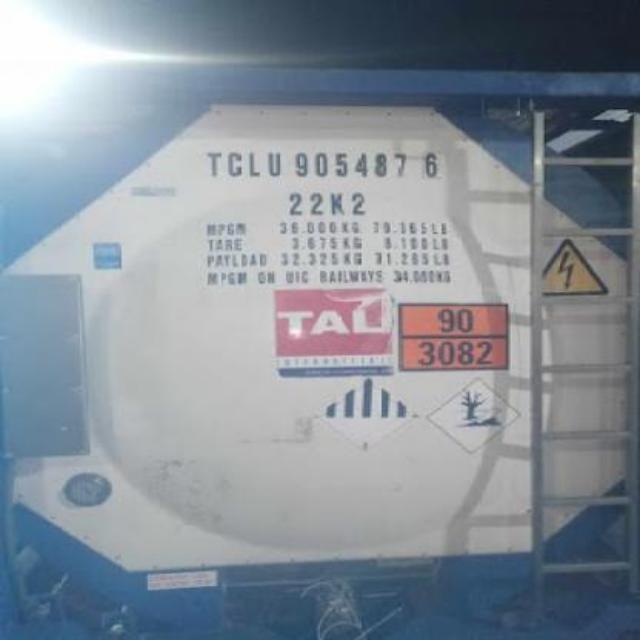 TCLU 905487 6
22K2
MPGM 36.000KG 79.365LB
TARE 3.675KG 8.100LB
PAYLOAD 32.325KG 71.265LB
MPGM ON UIC RAILWAYS 34.000KG
TAL
90
3082